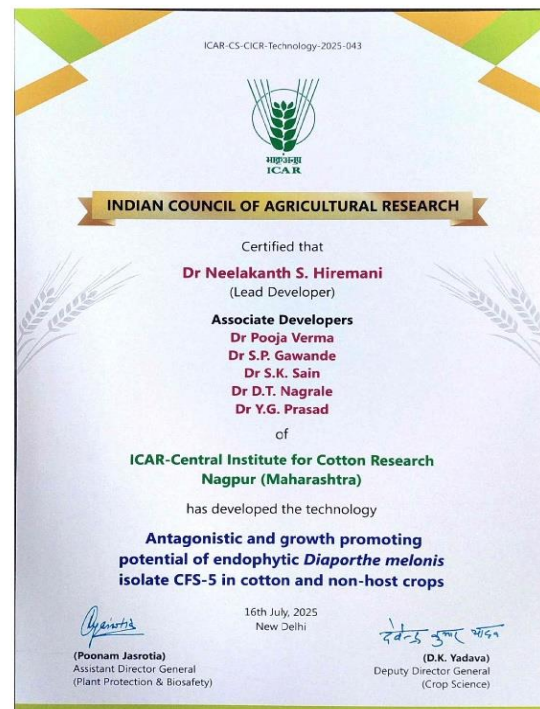 ICAR-CS-CICR-Technology-2025-043
भाकृअनुप
ICAR
INDIAN COUNCIL OF AGRICULTURAL RESEARCH
Certified that
Dr Neelakanth S. Hiremani
(Lead Developer)
Associate Developers
Dr Pooja Verma
Dr S.P. Gawande
Dr S.K. Sain
Dr D.T. Nagrale
Dr Y.G. Prasad
of
ICAR-Central Institute for Cotton Research
Nagpur (Maharashtra)
has developed the technology
Antagonistic and growth promoting
potential of endophytic Diaporthe melonis
isolate CFS-5 in cotton and non-host crops
16th July, 2025
New Delhi
(Poonam Jasrotia)
Assistant Director General
(Plant Protection & Biosafety)
देवेन्द्र कुमार यादव
(D.K. Yadava)
Deputy Director General
(Crop Science)